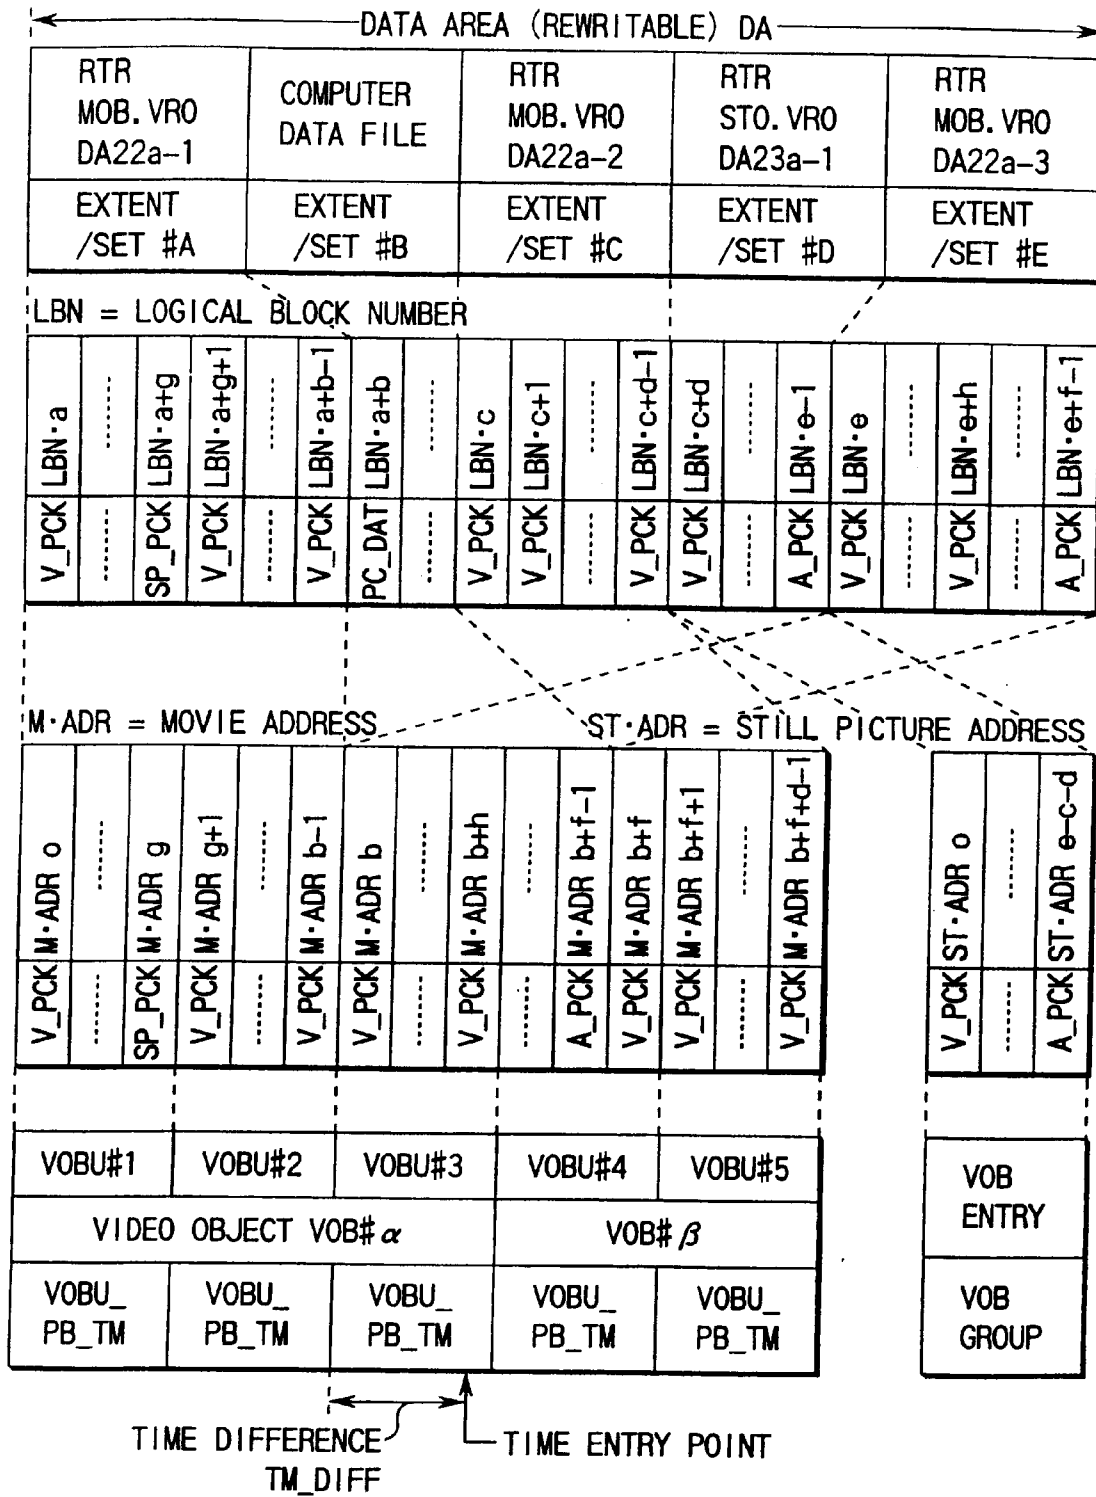 DATA AREA (REWRITABLE) DA
RTR
MOB.VRO
DA22a-1
COMPUTER
DATA FILE
RTR
MOB.VRO
DA22a-2
RTR
STO.VRO
DA23a-1
RTR
MOB.VRO
DA22a-3
EXTENT
/SET #A
EXTENT
/SET #B
EXTENT
/SET #C
EXTENT
/SET #D
EXTENT
/SET #E
LBN = LOGICAL BLOCK NUMBER
LBN·a
LBN·a+g
LBN·a+g+1
LBN·a+b-1
LBN·a+b
LBN·c
LBN·c+1
LBN·c+d-1
LBN·c+d
LBN·e-1
LBN·e
LBN·e+h
LBN·e+f-1
V_PCK
SP_PCK
V_PCK
V_PCK
PC_DAT
V_PCK
V_PCK
V_PCK
V_PCK
A_PCK
V_PCK
V_PCK
A_PCK
M·ADR = MOVIE ADDRESS
ST·ADR = STILL PICTURE ADDRESS
M·ADR o
M·ADR g
M·ADR g+1
M·ADR b-1
M·ADR b
M·ADR b+h
M·ADR b+f-1
M·ADR b+f
M·ADR b+f+1
M·ADR b+f+d-1
ST·ADR o
ST·ADR e-c-d
V_PCK
SP_PCK
V_PCK
V_PCK
V_PCK
V_PCK
A_PCK
V_PCK
V_PCK
V_PCK
V_PCK
A_PCK
VOBU#1
VOBU#2
VOBU#3
VOBU#4
VOBU#5
VOB
ENTRY
VIDEO OBJECT VOB#α
VOB#β
VOBU_
PB_TM
VOBU_
PB_TM
VOBU_
PB_TM
VOBU_
PB_TM
VOBU_
PB_TM
VOB
GROUP
TIME DIFFERENCE
TM_DIFF
TIME ENTRY POINT